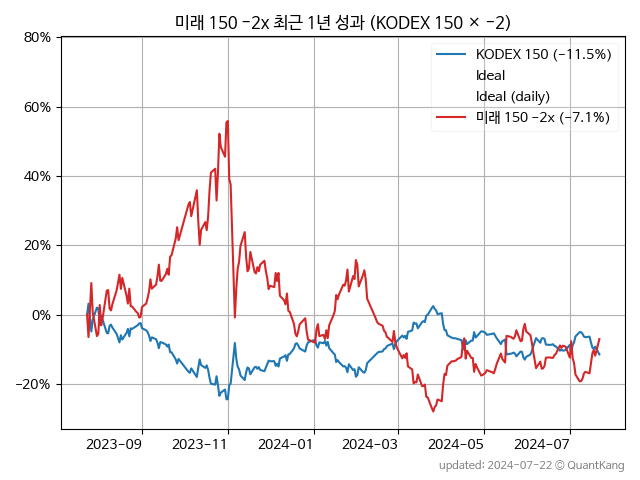 미래 150 −2x 최근 1년 성과 (KODEX 150 × −2)
80%
60%
40%
20%
0%
−20%
KODEX 150 (−11.5%)
Ideal
Ideal (daily)
미래 150 −2x (−7.1%)
2023-09 2023-11 2024-01 2024-03 2024-05 2024-07
updated: 2024-07-22 © QuantKang